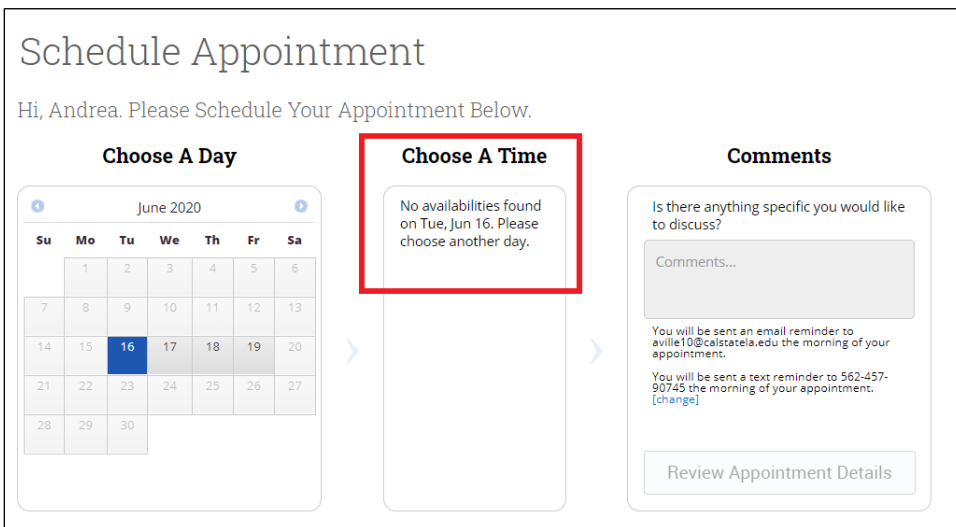 Schedule Appointment
Hi, Andrea. Please Schedule Your Appointment Below.
Choose A Day
June 2020
Su Mo Tu We Th Fr Sa
1 2 3 4 5 6
7 8 9 10 11 12 13
14 15 16 17 18 19 20
21 22 23 24 25 26 27
28 29 30
Choose A Time
No availabilities found
on Tue, Jun 16. Please
choose another day.
Comments
Is there anything specific you would like
to discuss?
Comments...
You will be sent an email reminder to
aville10@calstatela.edu the morning of your
appointment.
You will be sent a text reminder to 562-457-
90745 the morning of your appointment.
[change]
Review Appointment Details